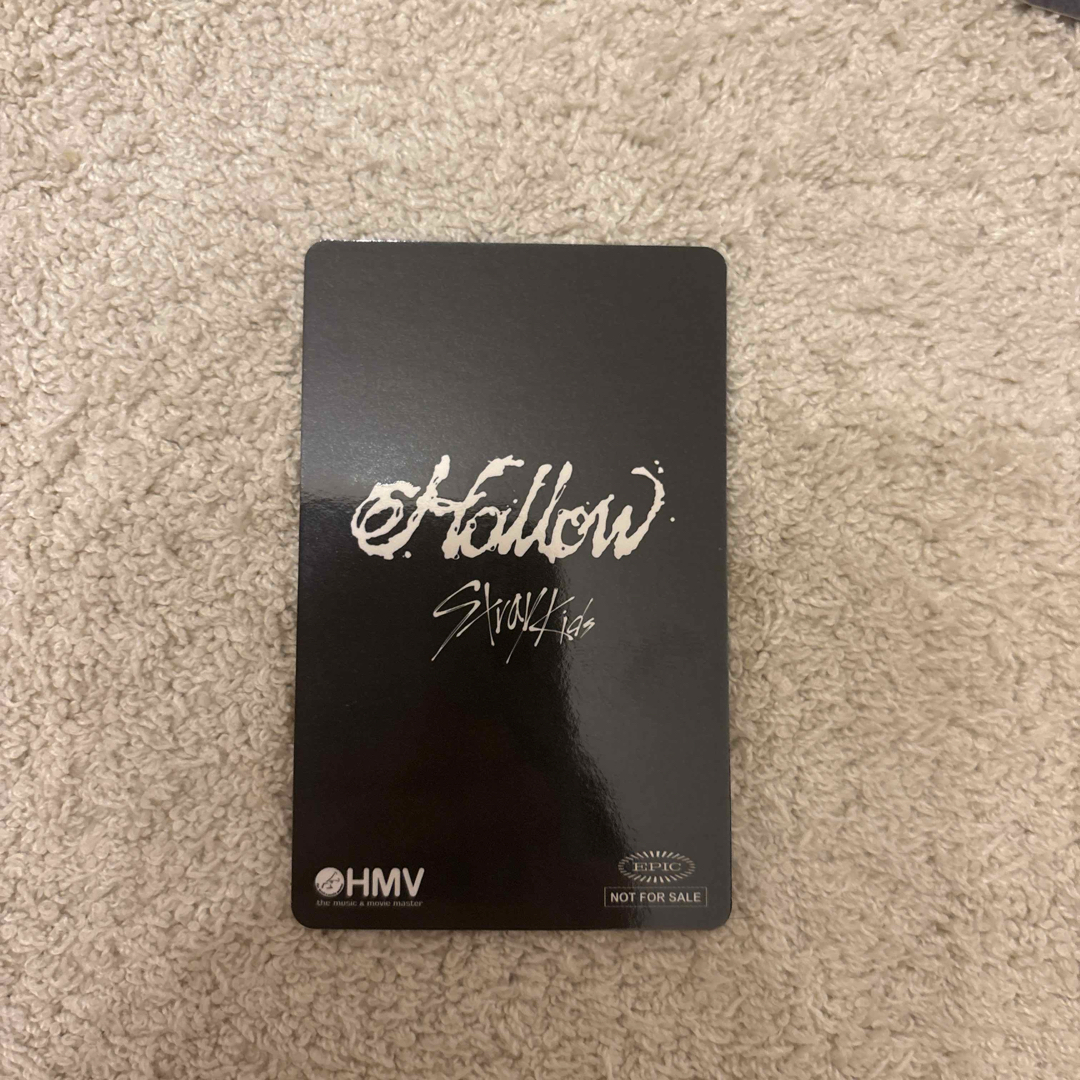 Hollow
Stray Kids
HMV
the music & movie master
EPIC
NOT FOR SALE